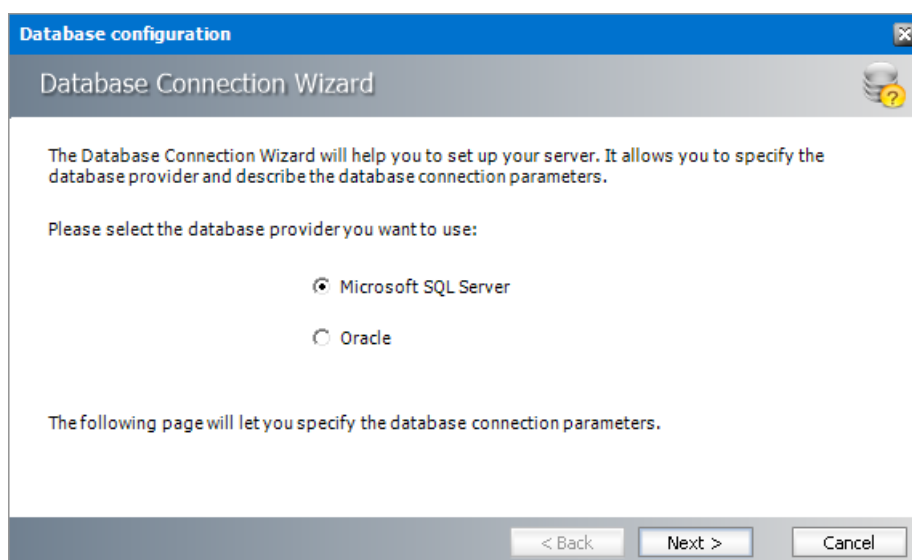 Database configuration
Database Connection Wizard
?
The Database Connection Wizard will help you to set up your server. It allows you to specify the
database provider and describe the database connection parameters.
Please select the database provider you want to use:
Microsoft SQL Server
Oracle
The following page will let you specify the database connection parameters.
< Back
Next >
Cancel